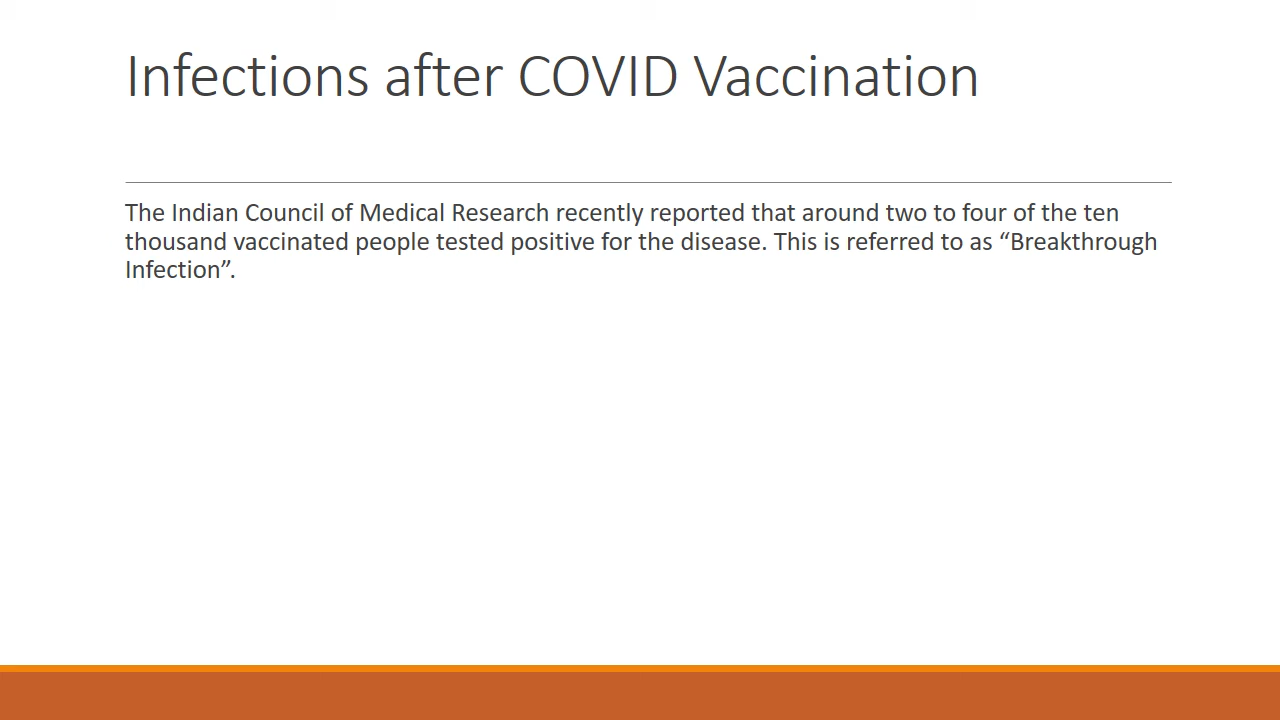 Infections after COVID Vaccination
The Indian Council of Medical Research recently reported that around two to four of the ten
thousand vaccinated people tested positive for the disease. This is referred to as “Breakthrough
Infection”.